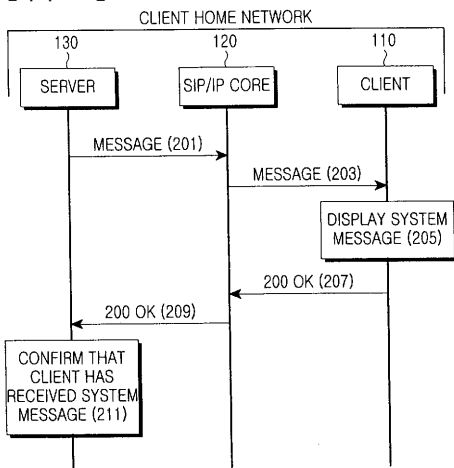 CLIENT HOME NETWORK
130 120 110
SERVER SIP/IP CORE CLIENT
MESSAGE (201)
MESSAGE (203)
DISPLAY SYSTEM
MESSAGE (205)
200 OK (207)
200 OK (209)
CONFIRM THAT
CLIENT HAS
RECEIVED SYSTEM
MESSAGE (211)